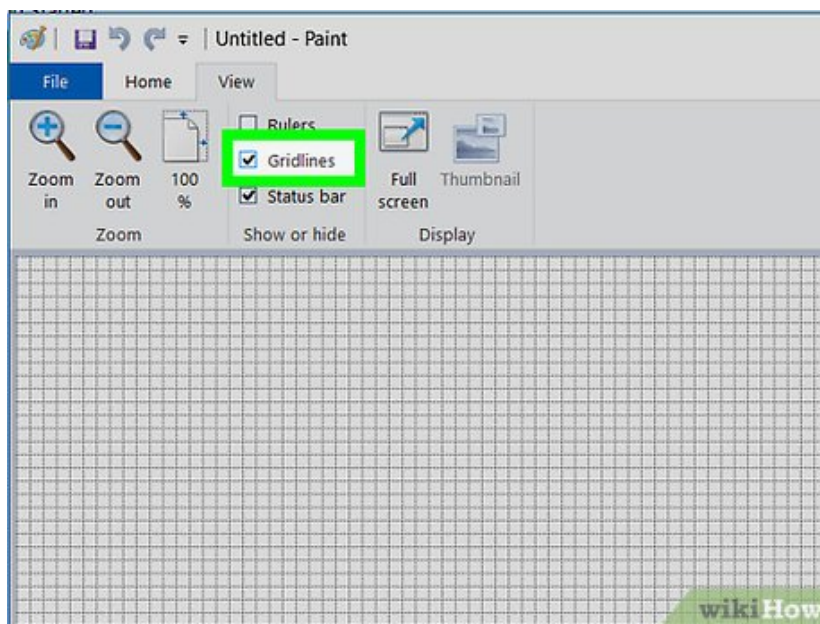 Untitled - Paint
File Home View
Rulers
Gridlines
Status bar
Zoom in
Zoom out
100 %
Full screen
Thumbnail
Zoom
Show or hide
Display
wikiHow